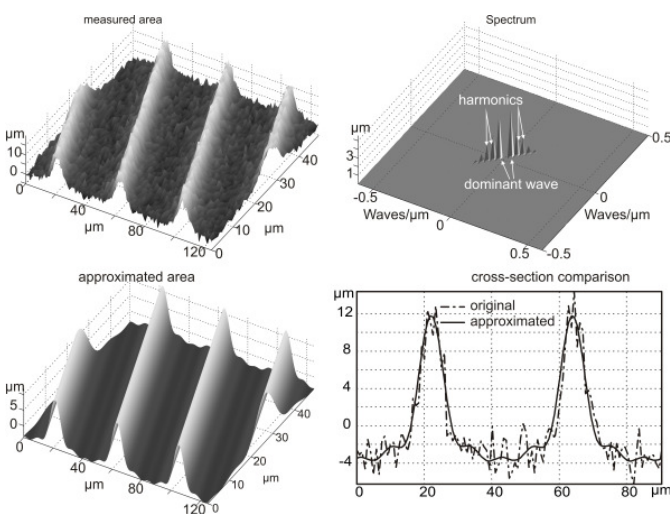 measured area
µm
10
0
0
40
µm
80
120
0
10
20
µm
30
40
Spectrum
harmonics
dominant wave
µm
3
1
-0.5
Waves/µm
0
0.5
-0.5
Waves/µm
0
0.5
approximated area
µm
5
0
0
40
µm
80
120
0
10
20
µm
30
40
cross-section comparison
µm
original
approximated
12
8
4
0
-4
0
20
40
60
80
µm